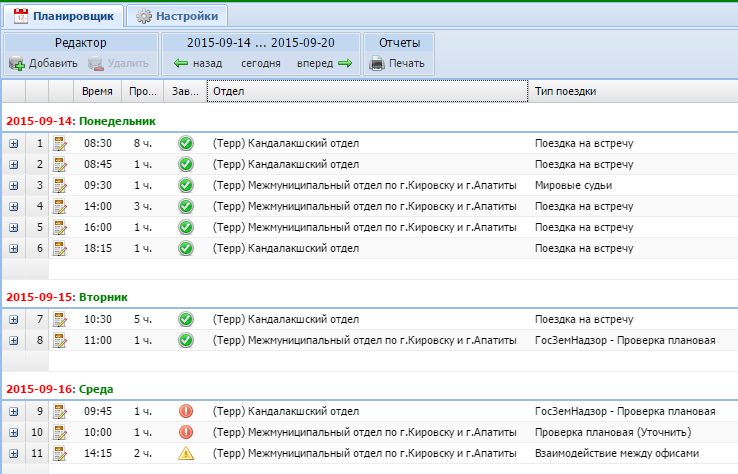 Планировщик Настройки
Редактор 2015-09-14 ... 2015-09-20 Отчеты
Добавить Удалить назад сегодня вперед Печать
Время Про... Зав... Отдел Тип поездки
2015-09-14: Понедельник
1 08:30 8 ч. (Терр) Кандалакшский отдел Поездка на встречу
2 08:45 1 ч. (Терр) Кандалакшский отдел Поездка на встречу
3 09:30 1 ч. (Терр) Межмуниципальный отдел по г.Кировску и г.Апатиты Мировые судьи
4 14:00 3 ч. (Терр) Межмуниципальный отдел по г.Кировску и г.Апатиты Поездка на встречу
5 16:00 1 ч. (Терр) Межмуниципальный отдел по г.Кировску и г.Апатиты Поездка на встречу
6 18:15 1 ч. (Терр) Кандалакшский отдел Поездка на встречу
2015-09-15: Вторник
7 10:30 5 ч. (Терр) Кандалакшский отдел Поездка на встречу
8 11:00 1 ч. (Терр) Межмуниципальный отдел по г.Кировску и г.Апатиты ГосЗемНадзор - Проверка плановая
2015-09-16: Среда
9 09:45 1 ч. (Терр) Кандалакшский отдел ГосЗемНадзор - Проверка плановая
10 10:00 1 ч. (Терр) Межмуниципальный отдел по г.Кировску и г.Апатиты Проверка плановая (Уточнить)
11 14:15 2 ч. (Терр) Межмуниципальный отдел по г.Кировску и г.Апатиты Взаимодействие между офисами